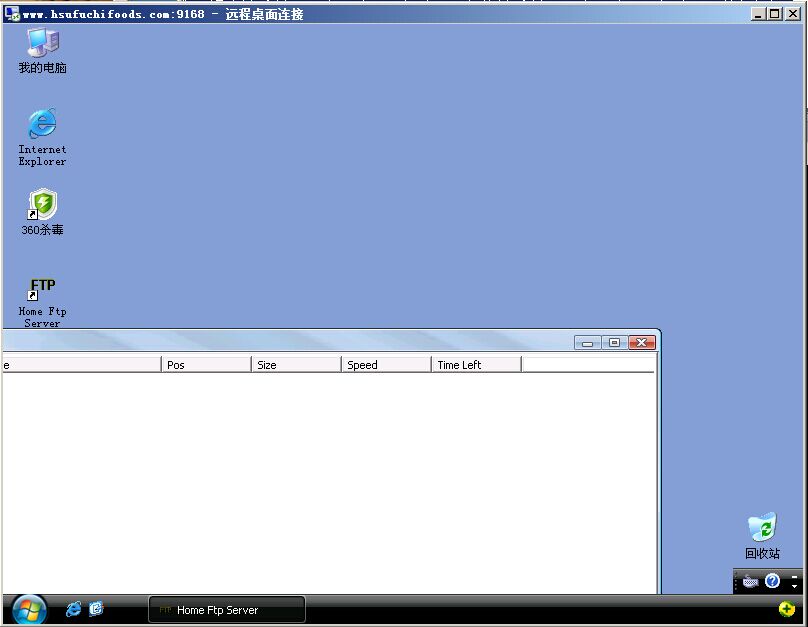 www.hsufuchifoods.com:9168 - 远程桌面连接
我的电脑
Internet
Explorer
360杀毒
FTP
Home Ftp
Server
e Pos Size Speed Time Left
回收站
FTP Home Ftp Server